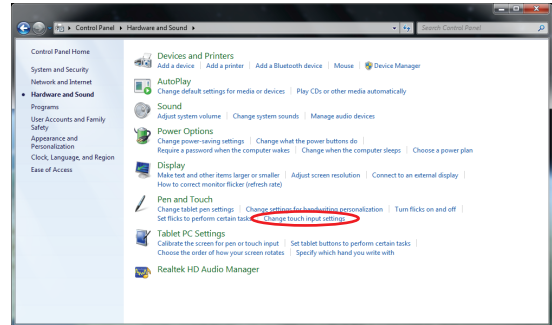 Control Panel ▸ Hardware and Sound ▸
Search Control Panel
Control Panel Home
System and Security
Network and Internet
Hardware and Sound
Programs
User Accounts and Family
Safety
Appearance and
Personalization
Clock, Language, and Region
Ease of Access
Devices and Printers
Add a device | Add a printer | Add a Bluetooth device | Mouse | Device Manager
AutoPlay
Change default settings for media or devices | Play CDs or other media automatically
Sound
Adjust system volume | Change system sounds | Manage audio devices
Power Options
Change power-saving settings | Change what the power buttons do |
Require a password when the computer wakes | Change when the computer sleeps | Choose a power plan
Display
Make text and other items larger or smaller | Adjust screen resolution | Connect to an external display |
How to correct monitor flicker (refresh rate)
Pen and Touch
Change tablet pen settings | Change settings for handwriting personalization | Turn flicks on and off |
Set flicks to perform certain tasks | Change touch input settings
Tablet PC Settings
Calibrate the screen for pen or touch input | Set tablet buttons to perform certain tasks |
Choose the order of how your screen rotates | Specify which hand you write with
Realtek HD Audio Manager